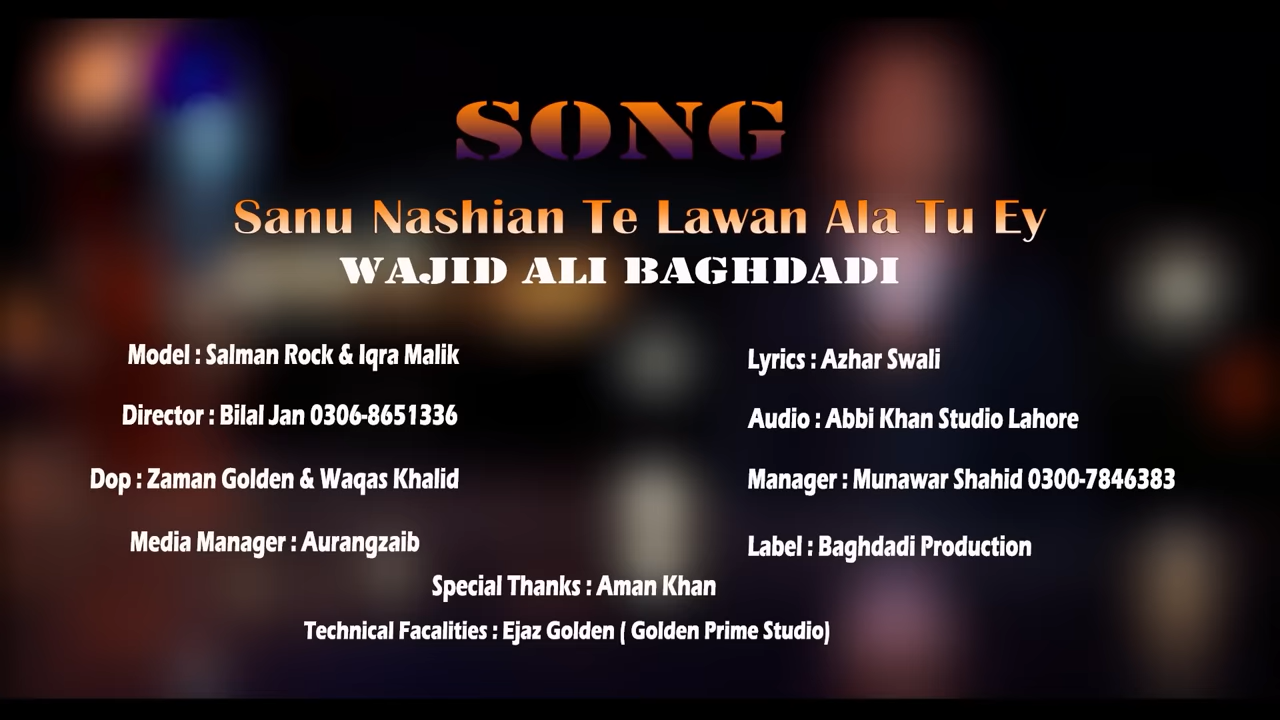 SONG
Sanu Nashian Te Lawan Ala Tu Ey
WAJID ALI BAGHDADI
Model : Salman Rock & Iqra Malik
Director : Bilal Jan 0306-8651336
Dop : Zaman Golden & Waqas Khalid
Media Manager : Aurangzaib
Lyrics : Azhar Swali
Audio : Abbi Khan Studio Lahore
Manager : Munawar Shahid 0300-7846383
Label : Baghdadi Production
Special Thanks : Aman Khan
Technical Facalities : Ejaz Golden ( Golden Prime Studio)